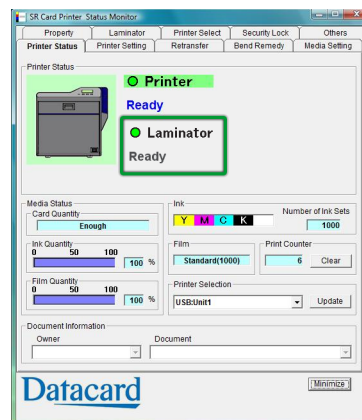 SR Card Printer Status Monitor
Property Laminator Printer Select Security Lock Others
Printer Status Printer Setting Retransfer Bend Remedy Media Setting
Printer Status
Printer
Ready
Laminator
Ready
Media Status
Card Quantity
Enough
Ink Quantity
0 50 100
100 %
Film Quantity
0 50 100
100 %
Ink
Y M C K
Number of Ink Sets
1000
Film
Standard(1000)
Print Counter
6 Clear
Printer Selection
USB:Unit1 Update
Document Information
Owner Document
Datacard
Minimize